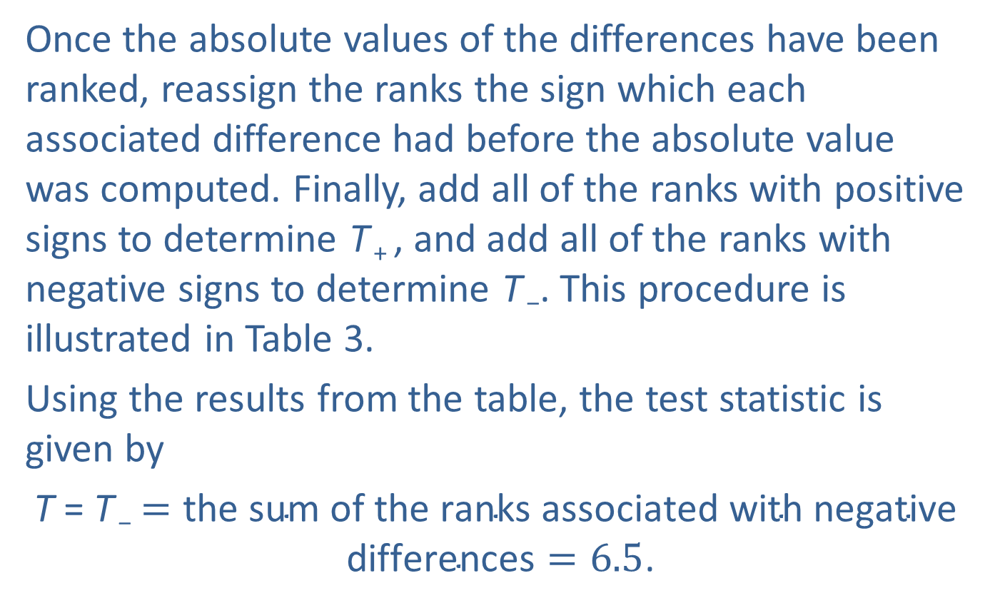 Once the absolute values of the differences have been
ranked, reassign the ranks the sign which each
associated difference had before the absolute value
was computed. Finally, add all of the ranks with positive
signs to determine T₊, and add all of the ranks with
negative signs to determine T₋. This procedure is
illustrated in Table 3.
Using the results from the table, the test statistic is
given by
T = T₋ = the sum of the ranks associated with negative
differences = 6.5.